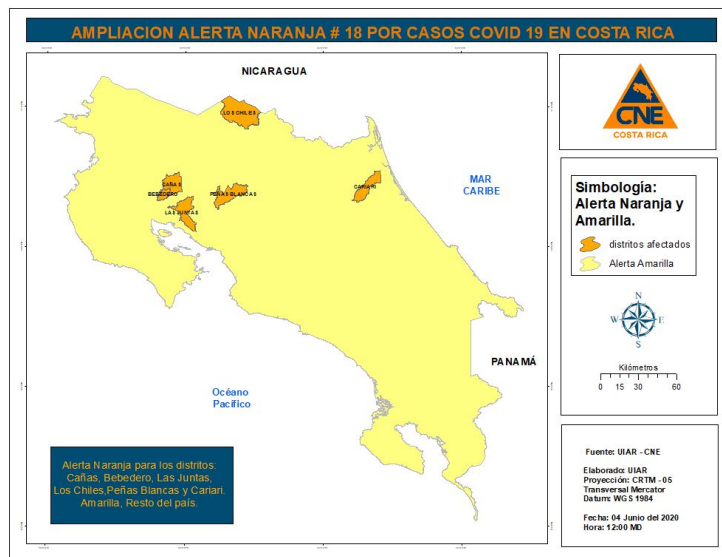 AMPLIACION ALERTA NARANJA # 18 POR CASOS COVID 19 EN COSTA RICA
NICARAGUA
LOS CHILES
CAÑAS
BEBEDERO
PEÑAS BLANCAS
LAS JUNTAS
CARIARI
MAR
CARIBE
PANAMÁ
Océano
Pacífico
Alerta Naranja para los distritos:
Cañas, Bebedero, Las Juntas,
Los Chiles,Peñas Blancas y Cariari.
Amarilla, Resto del país.
CNE
COSTA RICA
Simbología:
Alerta Naranja y
Amarilla.
distritos afectados
Alerta Amarilla
N
W E
S
Kilómetros
0 15 30 60
Fuente: UIAR - CNE
Elaborado: UIAR
Proyección: CRTM - 05
Transversal Mercator
Datum: WGS 1984
Fecha: 04 Junio del 2020
Hora: 12:00 MD